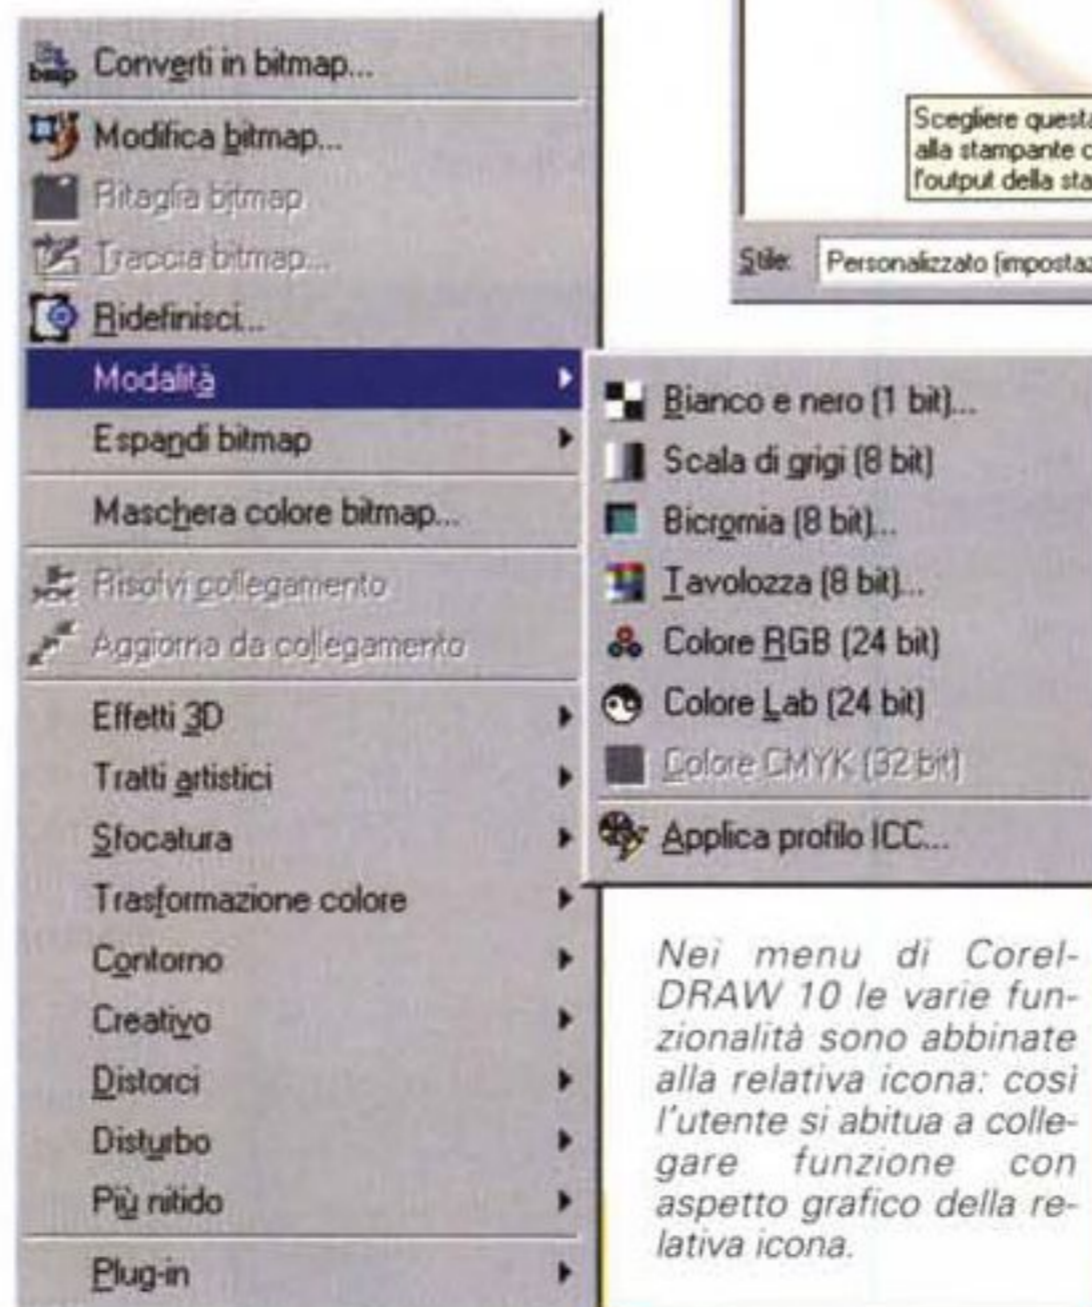 Converti in bitmap...
Modifica bitmap...
Ritaglia bitmap
Traccia bitmap...
Ridefinisci...
Modalità
Espandi bitmap
Maschera colore bitmap...
Risolvi collegamento
Aggiorna da collegamento
Effetti 3D
Tratti artistici
Sfocatura
Trasformazione colore
Contorno
Creativo
Distorci
Disturbo
Più nitido
Plug-in
Scegliere questa
alla stampante
l'output della
Stile: Personalizzato
Bianco e nero (1 bit)...
Scala di grigi (8 bit)
Bicromia (8 bit)...
Tavolozza (8 bit)...
Colore RGB (24 bit)
Colore Lab (24 bit)
Colore CMYK (32 bit)
Applica profilo ICC...
Nei menu di Corel-
DRAW 10 le varie fun-
zionalità sono abbinate
alla relativa icona: così
l'utente si abitua a colle-
gare funzione con
aspetto grafico della re-
lativa icona.